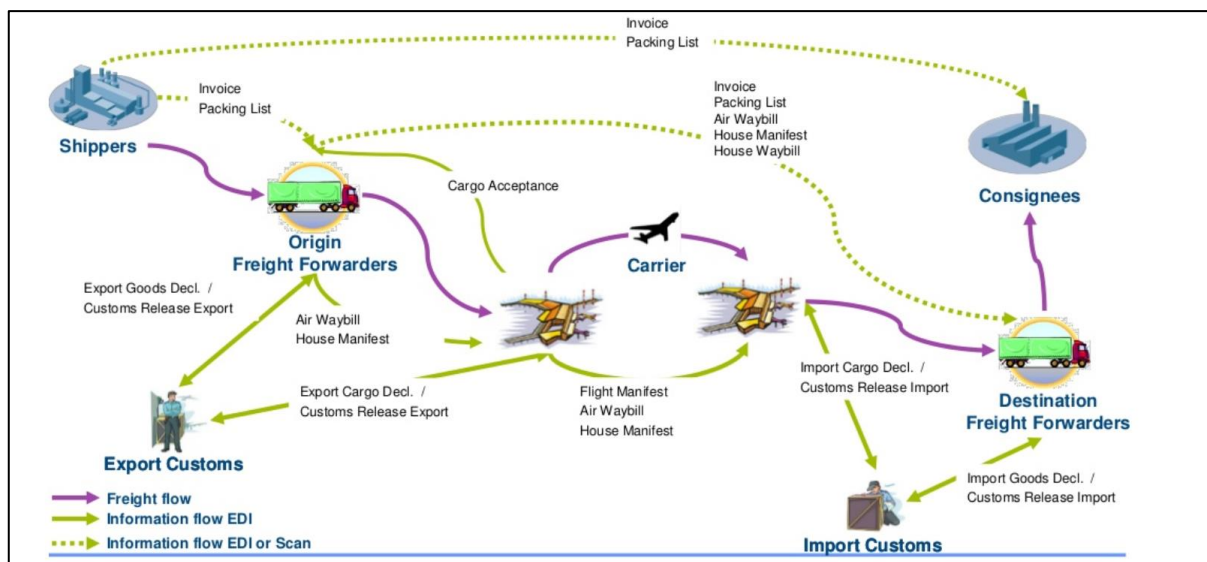 Invoice
Packing List
Invoice
Packing List
Invoice
Packing List
Air Waybill
House Manifest
House Waybill
Shippers
Cargo Acceptance
Consignees
Origin
Freight Forwarders
Carrier
Export Goods Decl. /
Customs Release Export
Air Waybill
House Manifest
Export Cargo Decl. /
Customs Release Export
Flight Manifest
Air Waybill
House Manifest
Import Cargo Decl. /
Customs Release Import
Destination
Freight Forwarders
Export Customs
Import Goods Decl. /
Customs Release Import
Import Customs
Freight flow
Information flow EDI
Information flow EDI or Scan